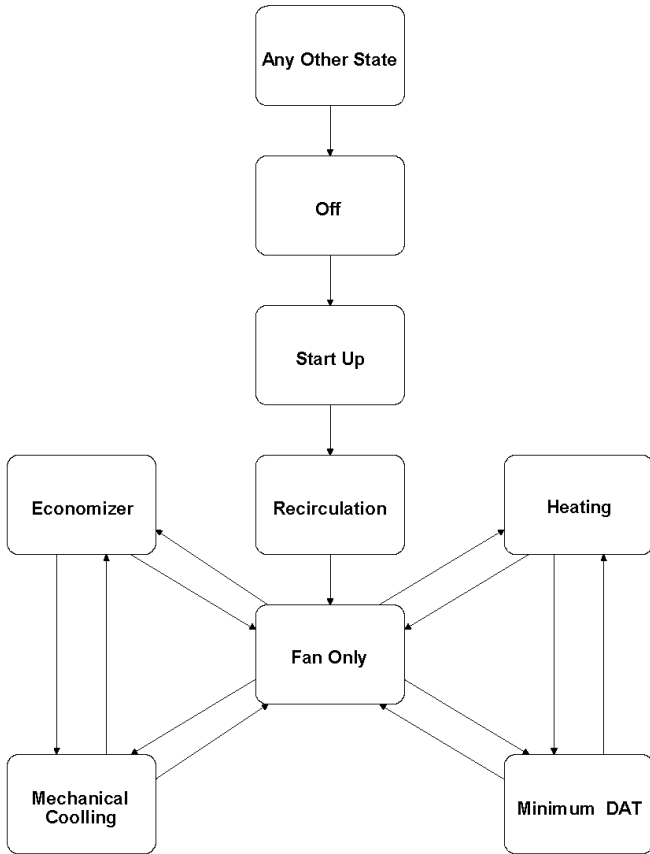 Any Other State
Off
Start Up
Economizer
Recirculation
Heating
Fan Only
Mechanical
Coolling
Minimum DAT